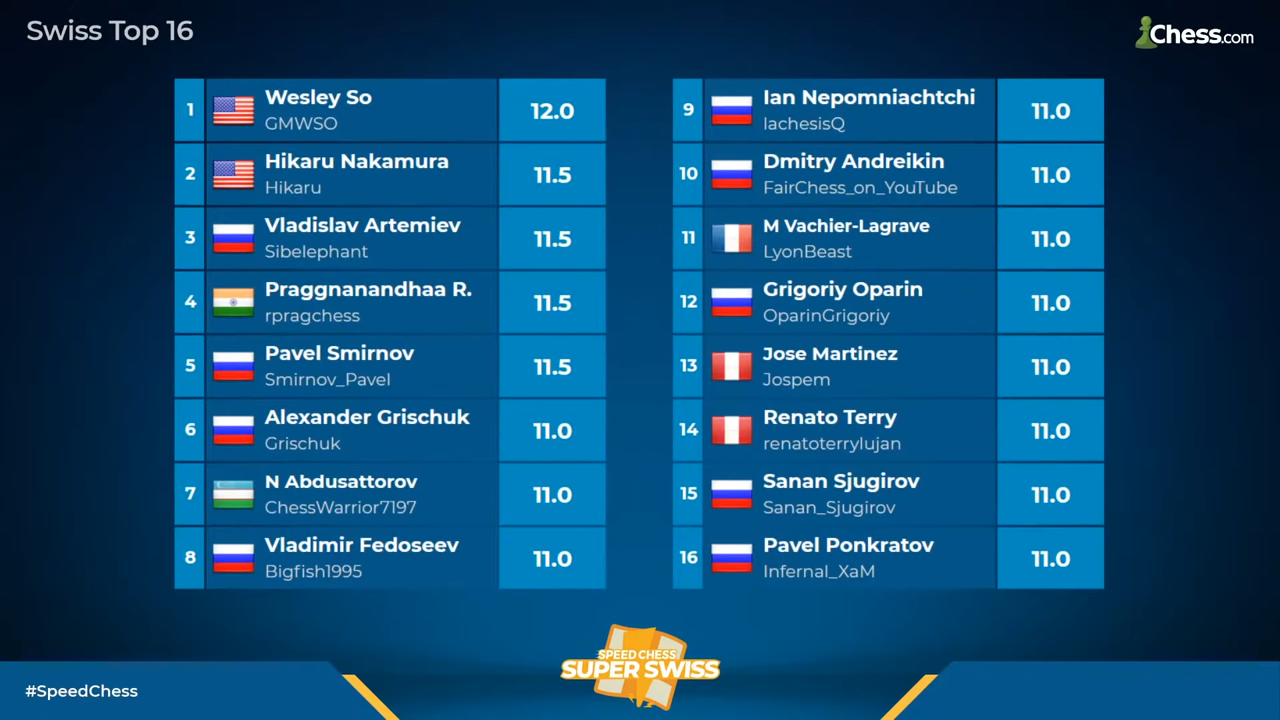 Swiss Top 16
Chess.com
1
Wesley So
GMWSO
12.0
2
Hikaru Nakamura
Hikaru
11.5
3
Vladislav Artemiev
Sibelephant
11.5
4
Praggnanandhaa R.
rpragchess
11.5
5
Pavel Smirnov
Smirnov_Pavel
11.5
6
Alexander Grischuk
Grischuk
11.0
7
N Abdusattorov
ChessWarrior7197
11.0
8
Vladimir Fedoseev
Bigfish1995
11.0
9
Ian Nepomniachtchi
lachesisQ
11.0
10
Dmitry Andreikin
FairChess_on_YouTube
11.0
11
M Vachier-Lagrave
LyonBeast
11.0
12
Grigoriy Oparin
OparinGrigoriy
11.0
13
Jose Martinez
Jospem
11.0
14
Renato Terry
renatoterrylujan
11.0
15
Sanan Sjugirov
Sanan_Sjugirov
11.0
16
Pavel Ponkratov
Infernal_XaM
11.0
SPEED CHESS
SUPER SWISS
#SpeedChess